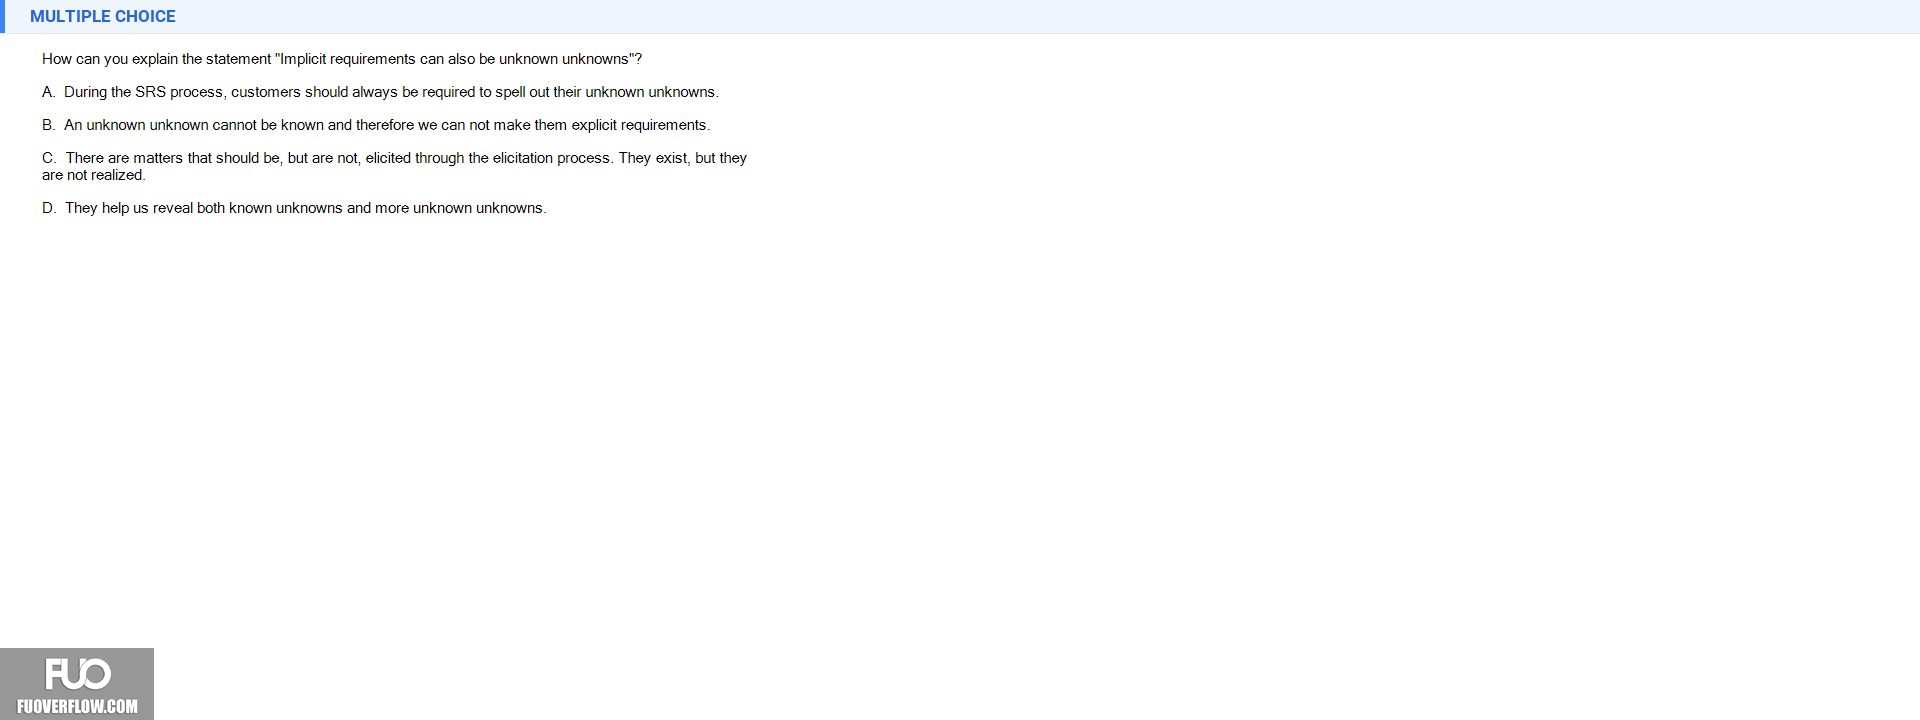 MULTIPLE CHOICE
How can you explain the statement "Implicit requirements can also be unknown unknowns"?
A. During the SRS process, customers should always be required to spell out their unknown unknowns.
B. An unknown unknown cannot be known and therefore we can not make them explicit requirements.
C. There are matters that should be, but are not, elicited through the elicitation process. They exist, but they
are not realized.
D. They help us reveal both known unknowns and more unknown unknowns.
FUO
FUOVERFLOW.COM